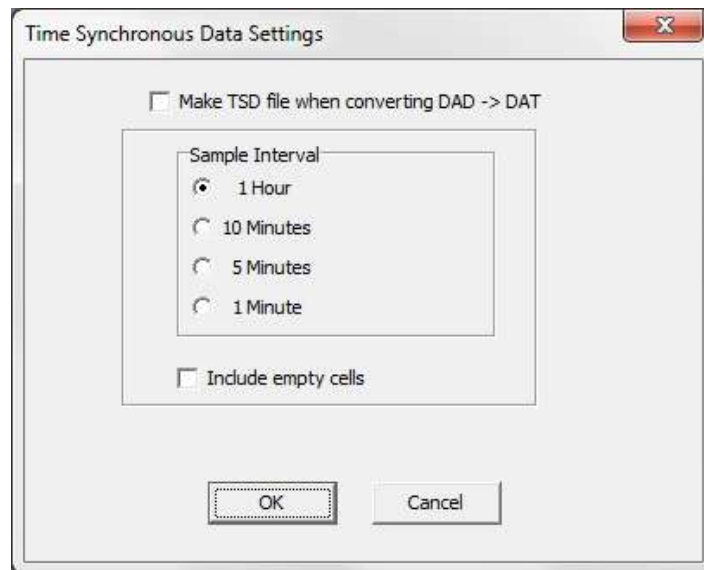 Time Synchronous Data Settings
Make TSD file when converting DAD -> DAT
Sample Interval
1 Hour
10 Minutes
5 Minutes
1 Minute
Include empty cells
OK Cancel